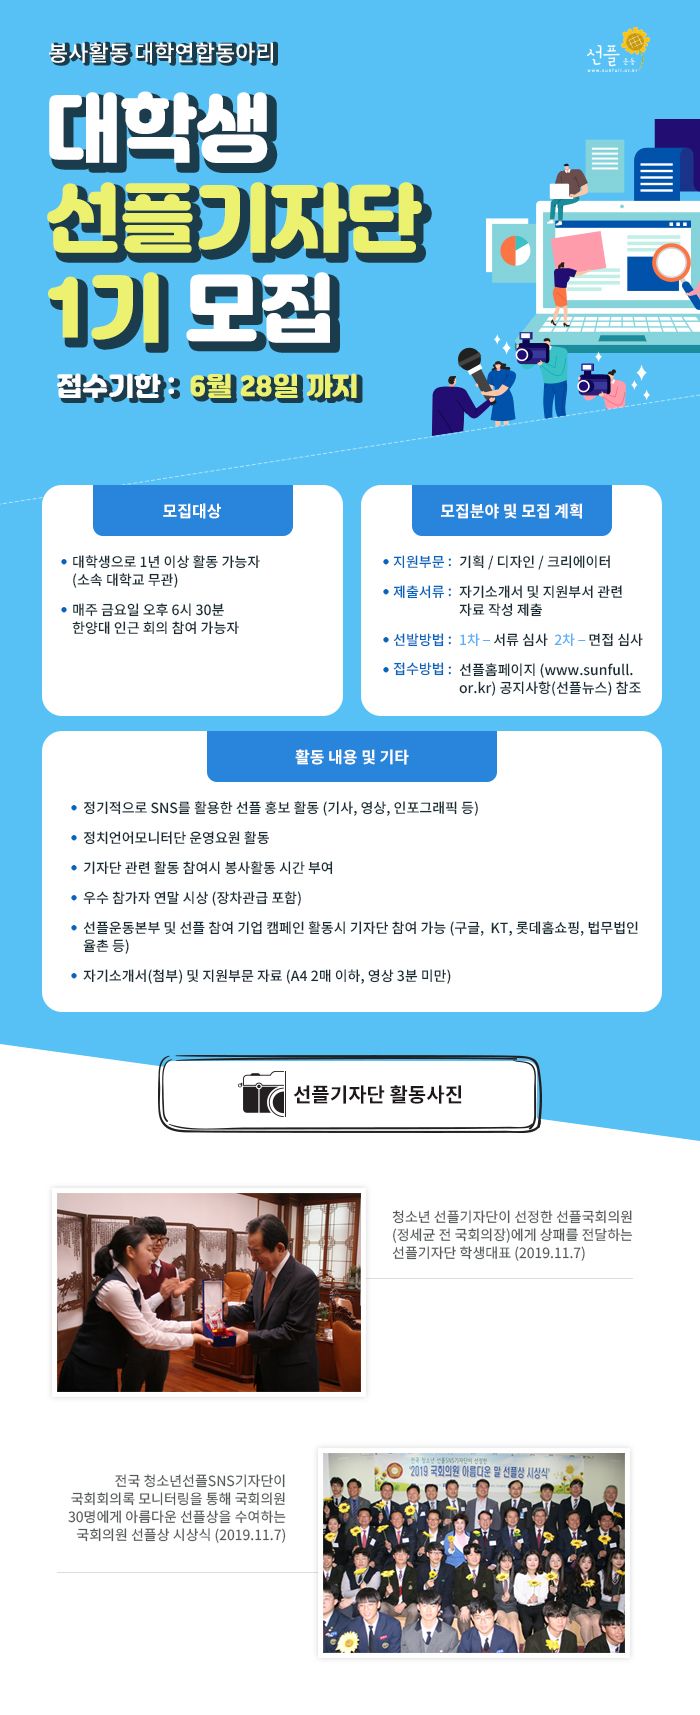 봉사활동 대학연합동아리
선플
운동
www.sunfull.or.kr
대학생
선플기자단
1기 모집
접수기한 : 6월 28일 까지
모집대상
• 대학생으로 1년 이상 활동 가능자
(소속 대학교 무관)
• 매주 금요일 오후 6시 30분
한양대 인근 회의 참여 가능자
모집분야 및 모집 계획
• 지원부문 : 기획 / 디자인 / 크리에이터
• 제출서류 : 자기소개서 및 지원부서 관련
자료 작성 제출
• 선발방법 : 1차 – 서류 심사 2차 – 면접 심사
• 접수방법 : 선플홈페이지 (www.sunfull.
or.kr) 공지사항(선플뉴스) 참조
활동 내용 및 기타
• 정기적으로 SNS를 활용한 선플 홍보 활동 (기사, 영상, 인포그래픽 등)
• 정치언어모니터단 운영요원 활동
• 기자단 관련 활동 참여시 봉사활동 시간 부여
• 우수 참가자 연말 시상 (장차관급 포함)
• 선플운동본부 및 선플 참여 기업 캠페인 활동시 기자단 참여 가능 (구글, KT, 롯데홈쇼핑, 법무법인
율촌 등)
• 자기소개서(첨부) 및 지원부문 자료 (A4 2매 이하, 영상 3분 미만)
선플기자단 활동사진
청소년 선플기자단이 선정한 선플국회의원
(정세균 전 국회의장)에게 상패를 전달하는
선플기자단 학생대표 (2019.11.7)
전국 청소년선플SNS기자단이
국회회의록 모니터링을 통해 국회의원
30명에게 아름다운 선플상을 수여하는
국회의원 선플상 시상식 (2019.11.7)
전국 청소년 선플SNS기자단이 선정한
'2019 국회의원 아름다운 말 선플상 시상식'